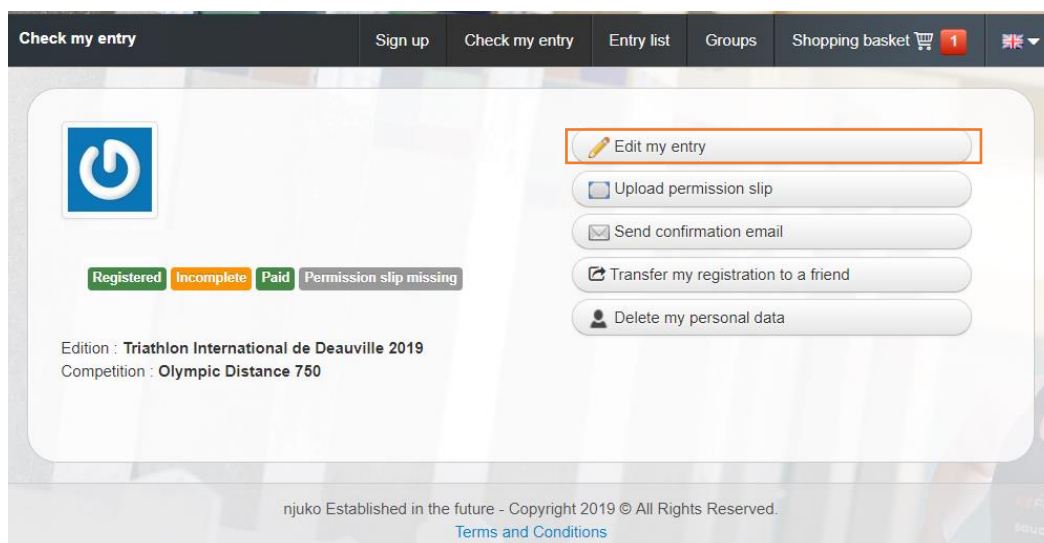 Check my entry Sign up Check my entry Entry list Groups Shopping basket 1
Edit my entry
Upload permission slip
Send confirmation email
Registered Incomplete Paid Permission slip missing
Transfer my registration to a friend
Delete my personal data
Edition : Triathlon International de Deauville 2019
Competition : Olympic Distance 750
njuko Established in the future - Copyright 2019 © All Rights Reserved.
Terms and Conditions